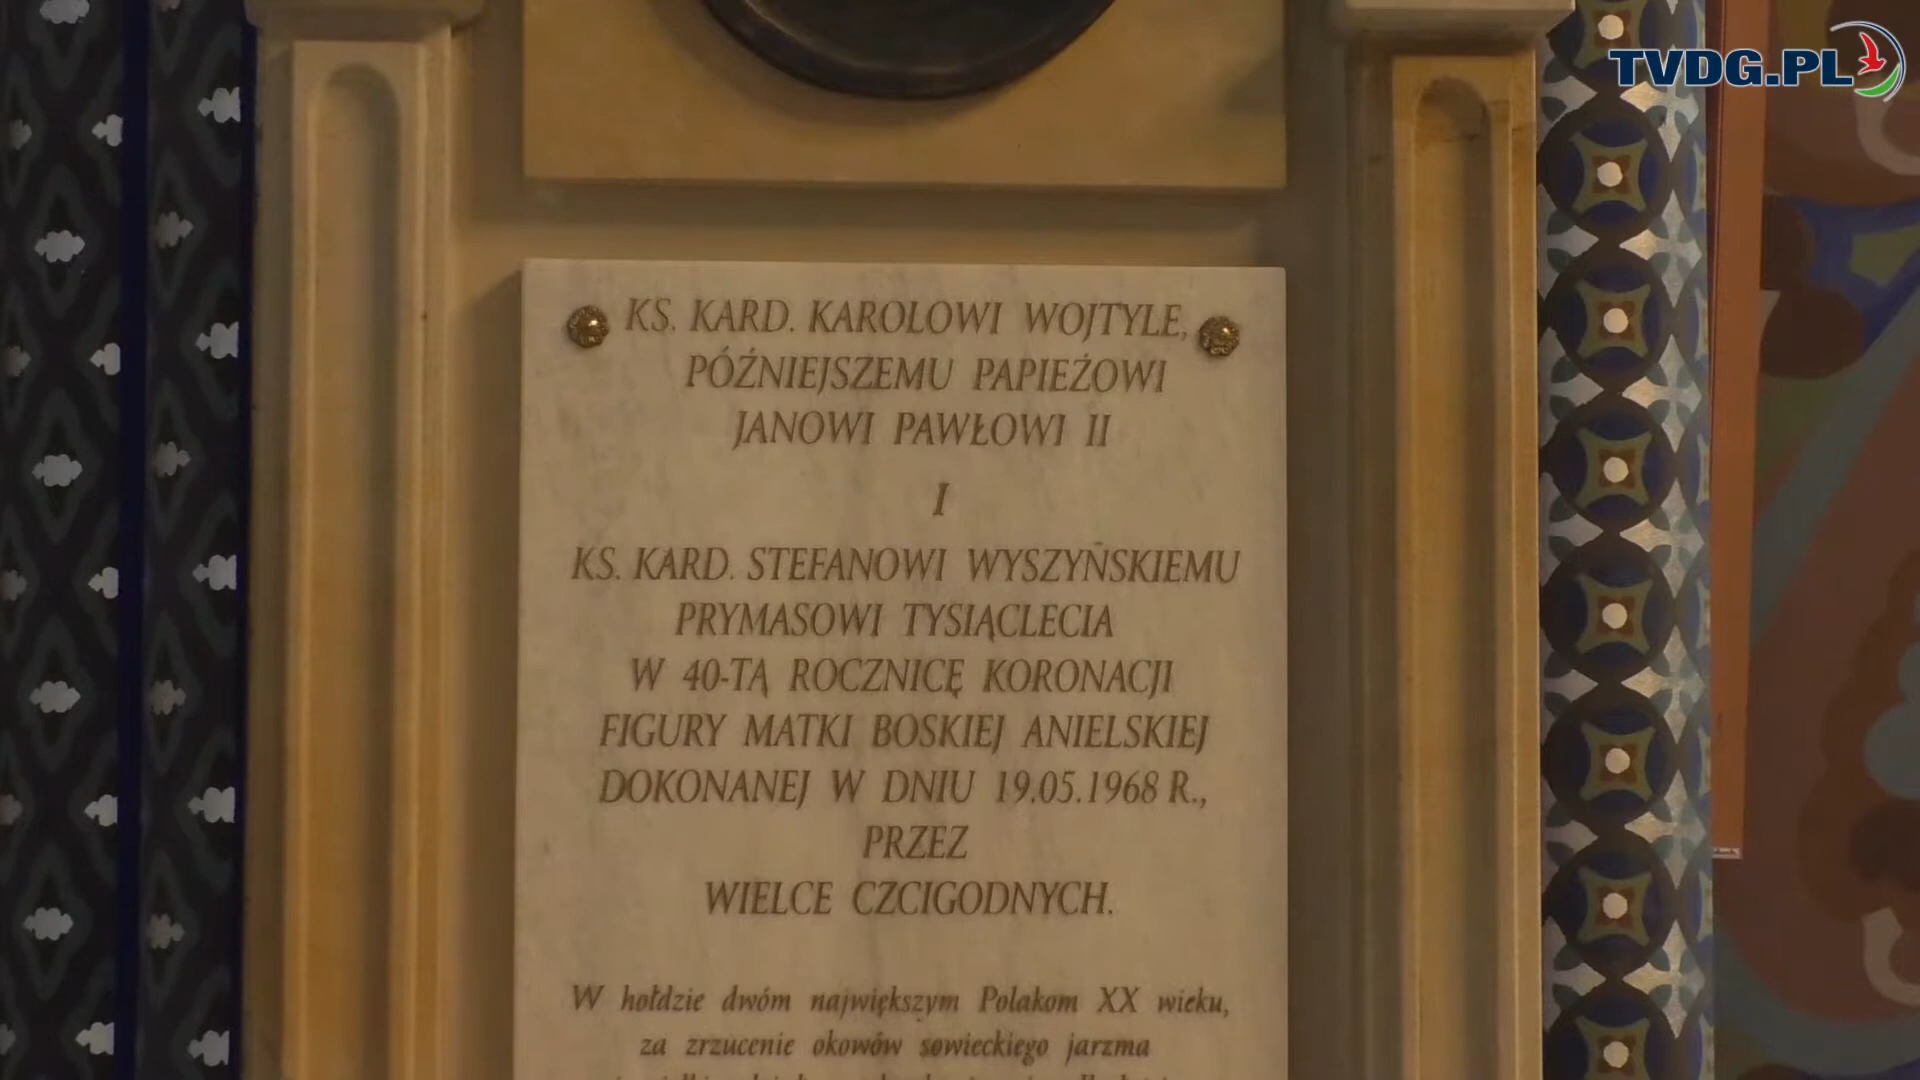 TVDG.PL
KS. KARD. KAROLOWI WOJTYLE,
PÓŹNIEJSZEMU PAPIEŻOWI
JANOWI PAWŁOWI II
I
KS. KARD. STEFANOWI WYSZYŃSKIEMU
PRYMASOWI TYSIĄCLECIA
W 40-TĄ ROCZNICĘ KORONACJI
FIGURY MATKI BOSKIEJ ANIELSKIEJ
DOKONANEJ W DNIU 19.05.1968 R.,
PRZEZ
WIELCE CZCIGODNYCH.
W hołdzie dwóm największym Polakom XX wieku,
za zrzucenie okowów sowieckiego jarzma